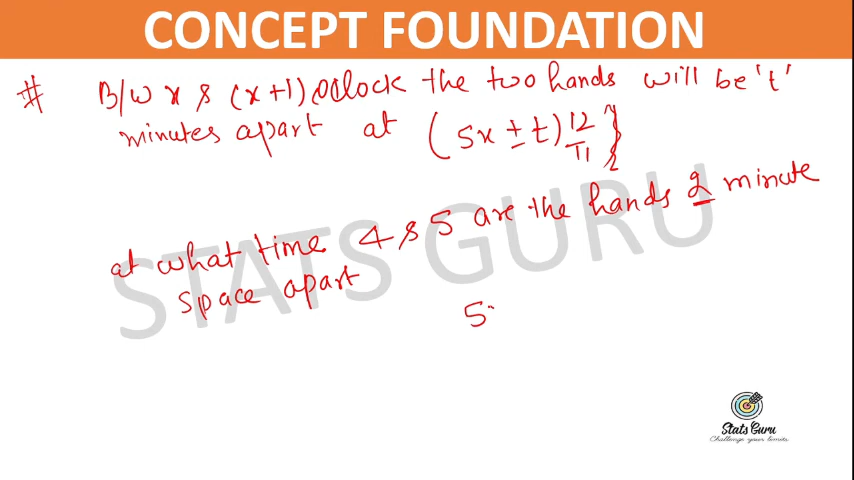 CONCEPT FOUNDATION
# B/w x & (x+1) o'clock the two hands will be 't'
minutes apart at (5x ± t) 12/11 }
at what time 4 & 5 are the hands 2 minute
space apart
5
STATS GURU
Stats Guru
Challenge your limits